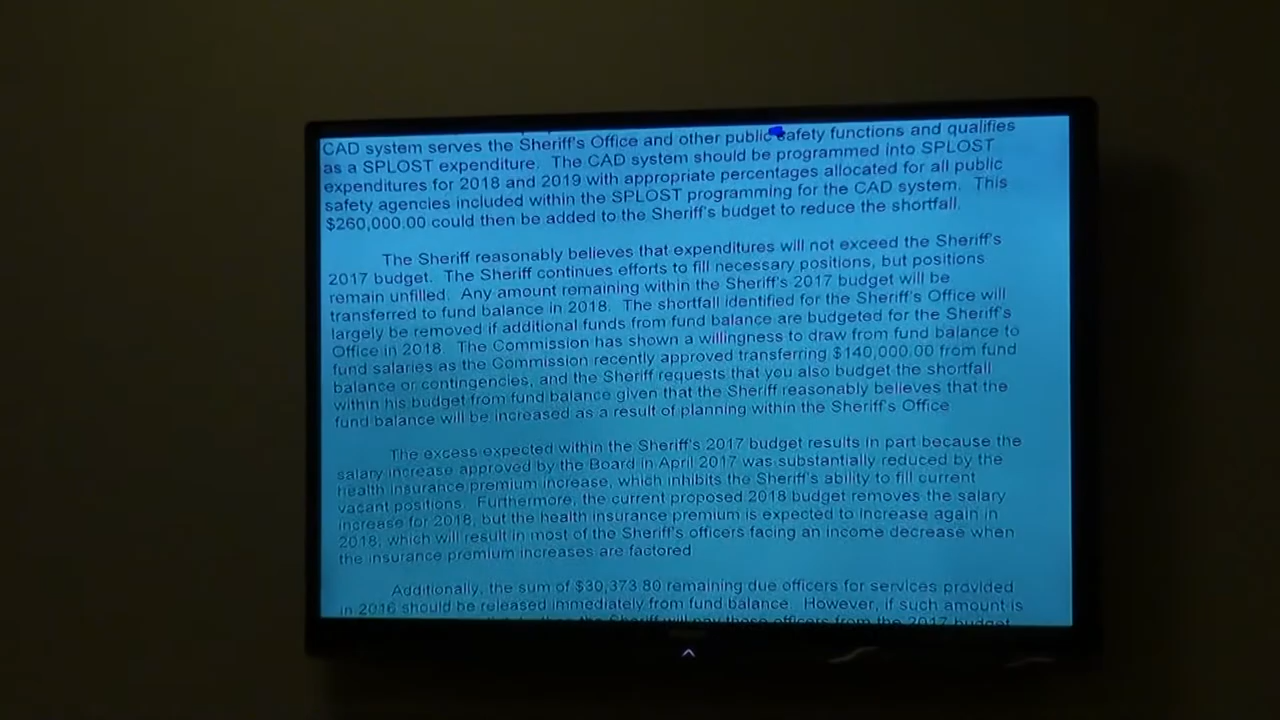 CAD system serves the Sheriff's Office and other public safety functions and qualifies
as a SPLOST expenditure. The CAD system should be programmed into SPLOST
expenditures for 2018 and 2019 with appropriate percentages allocated for all public
safety agencies included within the SPLOST programming for the CAD system. This
$260,000.00 could then be added to the Sheriff's budget to reduce the shortfall.
The Sheriff reasonably believes that expenditures will not exceed the Sheriff's
2017 budget. The Sheriff continues efforts to fill necessary positions, but positions
remain unfilled. Any amount remaining within the Sheriff's 2017 budget will be
transferred to fund balance in 2018. The shortfall identified for the Sheriff's Office will
largely be removed if additional funds from fund balance are budgeted for the Sheriff's
Office in 2018. The Commission has shown a willingness to draw from fund balance to
fund salaries as the Commission recently approved transferring $140,000.00 from fund
balance or contingencies, and the Sheriff requests that you also budget the shortfall
within his budget from fund balance given that the Sheriff reasonably believes that the
fund balance will be increased as a result of planning within the Sheriff's Office
The excess expected within the Sheriff's 2017 budget results in part because the
salary increase approved by the Board in April 2017 was substantially reduced by the
health insurance premium increase, which inhibits the Sheriff's ability to fill current
vacant positions. Furthermore, the current proposed 2018 budget removes the salary
increase for 2018, but the health insurance premium is expected to increase again in
2018, which will result in most of the Sheriff's officers facing an income decrease when
the insurance premium increases are factored
Additionally, the sum of $30,373.80 remaining due officers for services provided
in 2016 should be released immediately from fund balance. However, if such amount is
the Sheriff will pay those officers from the 2017 budget